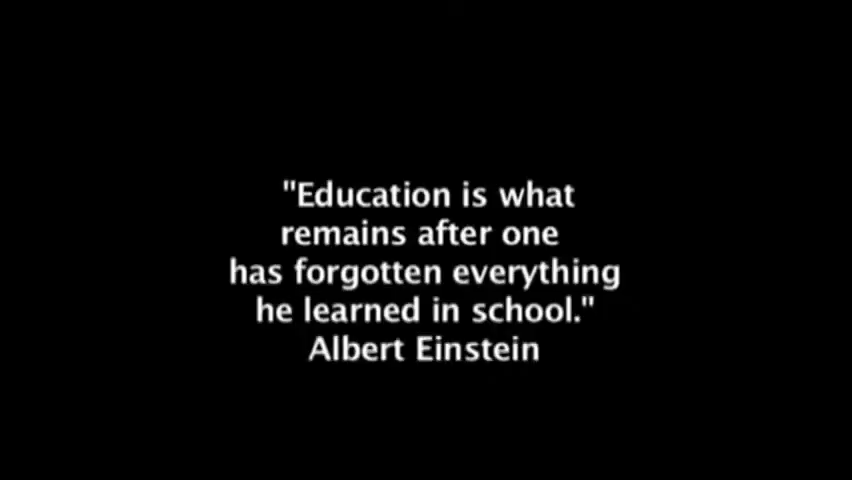 "Education is what
remains after one
has forgotten everything
he learned in school."
Albert Einstein